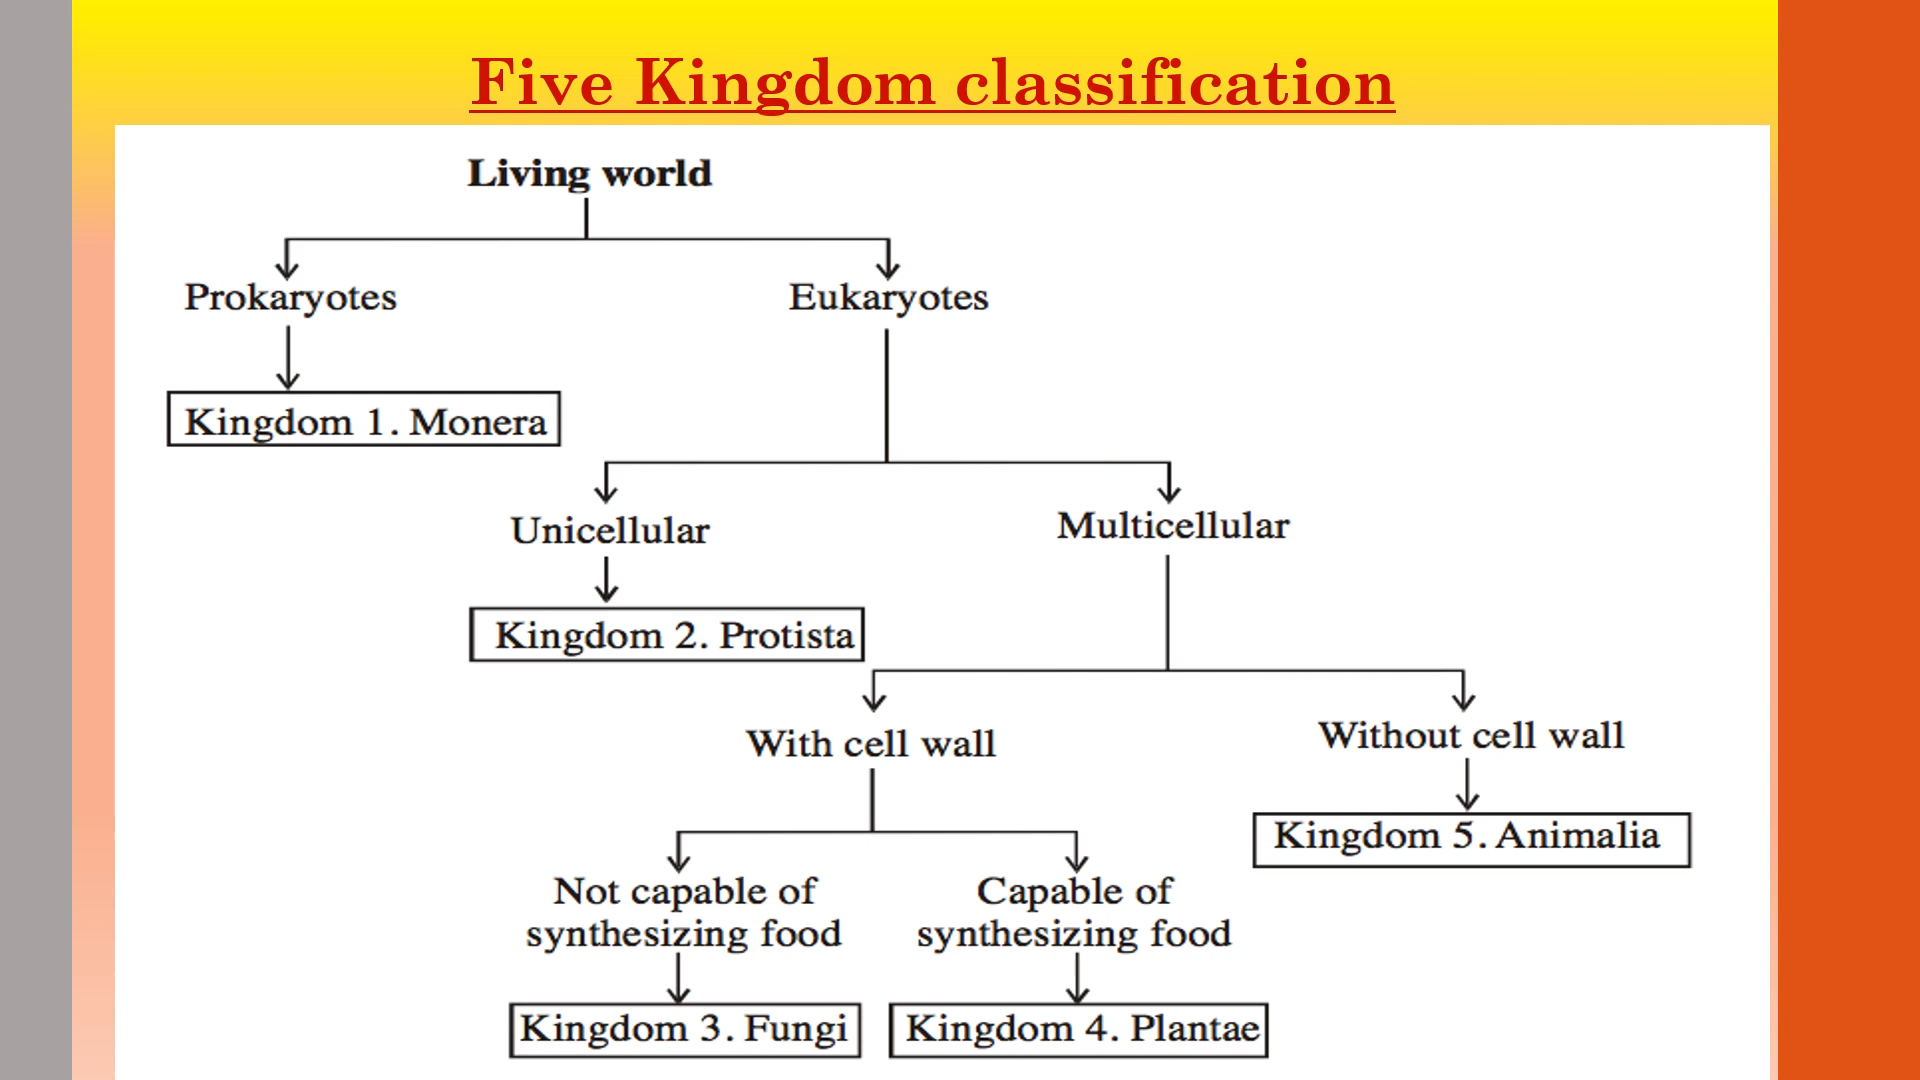 Five Kingdom classification
Living world
Prokaryotes
Eukaryotes
Kingdom 1. Monera
Unicellular
Multicellular
Kingdom 2. Protista
With cell wall
Without cell wall
Kingdom 5. Animalia
Not capable of
synthesizing food
Capable of
synthesizing food
Kingdom 3. Fungi
Kingdom 4. Plantae